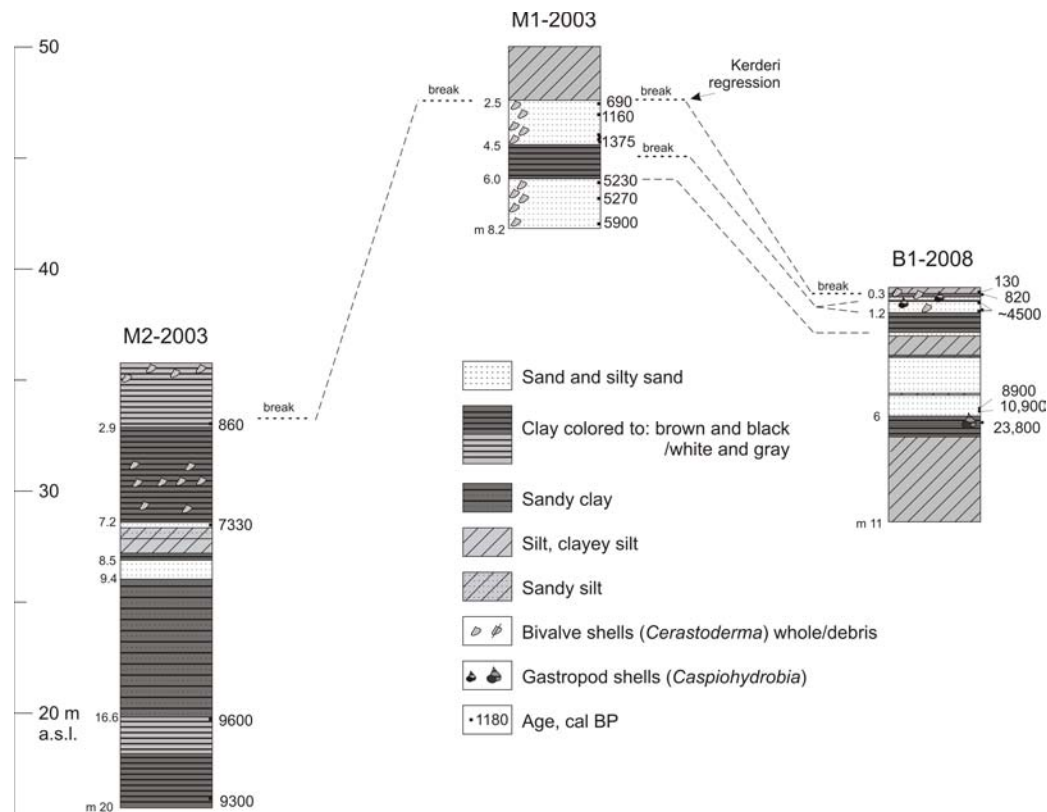 M1-2003
50
Kerderi
regression
break
break
2.5
690
1160
1375
4.5
break
6.0
5230
5270
5900
m 8.2
40
B1-2008
break
0.3
130
820
1.2
~4500
8900
10,900
6
23,800
m 11
M2-2003
break
860
2.9
30
7.2
7330
8.5
9.4
20 m
a.s.l.
16.6
9600
9300
m 20
Sand and silty sand
Clay colored to: brown and black
/white and gray
Sandy clay
Silt, clayey silt
Sandy silt
Bivalve shells (Cerastoderma) whole/debris
Gastropod shells (Caspiohydrobia)
•1180 Age, cal BP